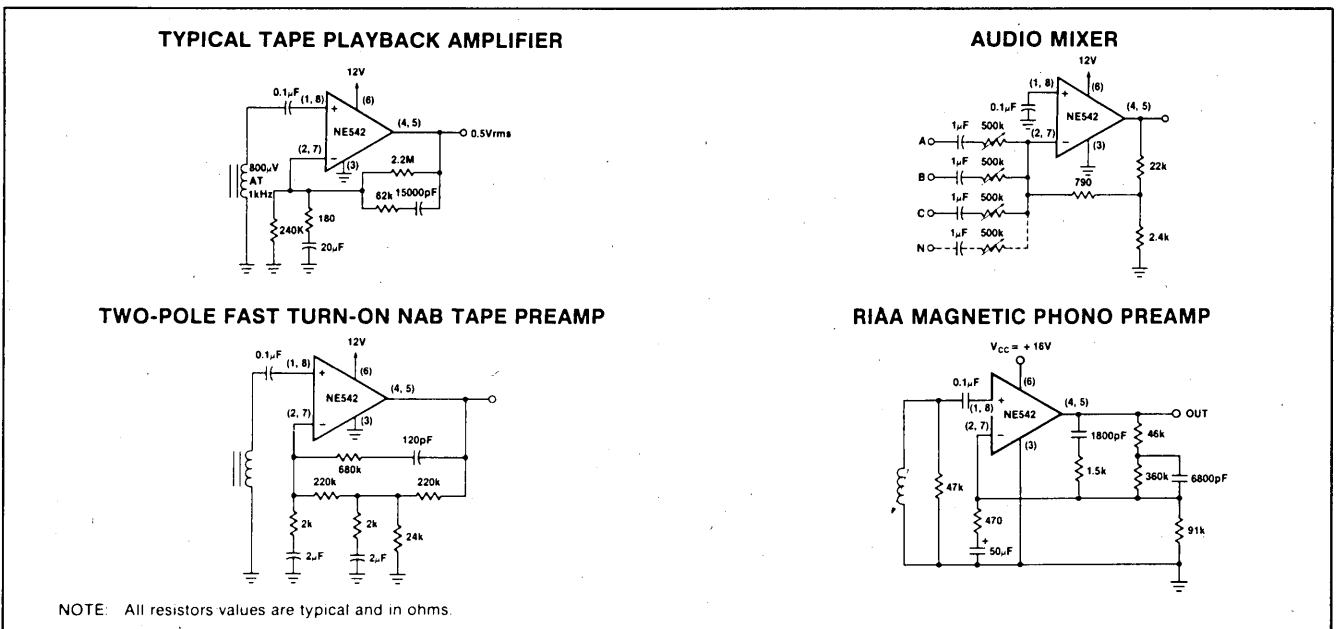 TYPICAL TAPE PLAYBACK AMPLIFIER
12V
0.1µF
(1, 8)
(6)
+
NE542
(4, 5)
0.5Vrms
(2, 7)
−
(3)
800µV
AT
1kHz
2.2M
62k
15000pF
180
240K
20µF
AUDIO MIXER
12V
(1, 8)
(6)
+
0.1µF
NE542
(4, 5)
1µF 500k
A
(2, 7)
−
(3)
1µF 500k
B
22k
790
1µF 500k
C
1µF 500k
N
2.4k
TWO-POLE FAST TURN-ON NAB TAPE PREAMP
12V
0.1µF
(1, 8)
(6)
+
NE542
(4, 5)
(2, 7)
−
(3)
120pF
680k
220k
220k
2k
2k
24k
2µF
2µF
RIAA MAGNETIC PHONO PREAMP
VCC = + 16V
0.1µF
(6)
+
(1, 8)
NE542
(4, 5)
OUT
(2, 7)
−
(3)
1800pF
46k
47k
1.5k
360k
6800pF
470
+
50µF
91k
NOTE: All resistors values are typical and in ohms.